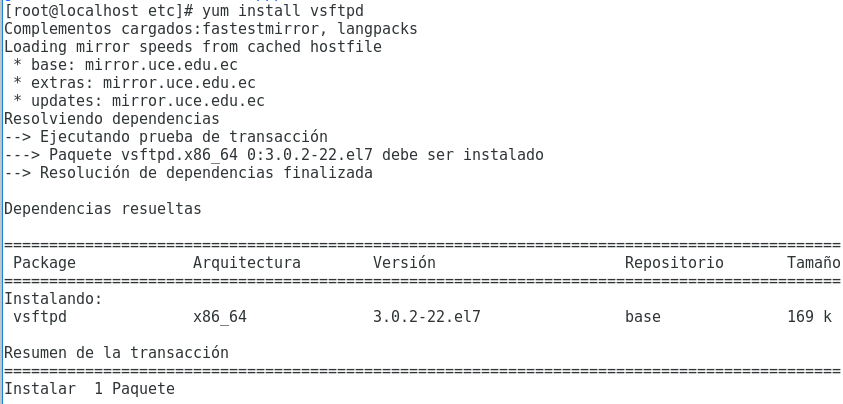 [root@localhost etc]# yum install vsftpd
Complementos cargados:fastestmirror, langpacks
Loading mirror speeds from cached hostfile
 * base: mirror.uce.edu.ec
 * extras: mirror.uce.edu.ec
 * updates: mirror.uce.edu.ec
Resolviendo dependencias
--> Ejecutando prueba de transacción
---> Paquete vsftpd.x86_64 0:3.0.2-22.el7 debe ser instalado
--> Resolución de dependencias finalizada

Dependencias resueltas

=============================================================================================
 Package             Arquitectura        Versión                     Repositorio       Tamaño
=============================================================================================
Instalando:
 vsftpd              x86_64              3.0.2-22.el7                base              169 k

Resumen de la transacción
=============================================================================================
Instalar  1 Paquete